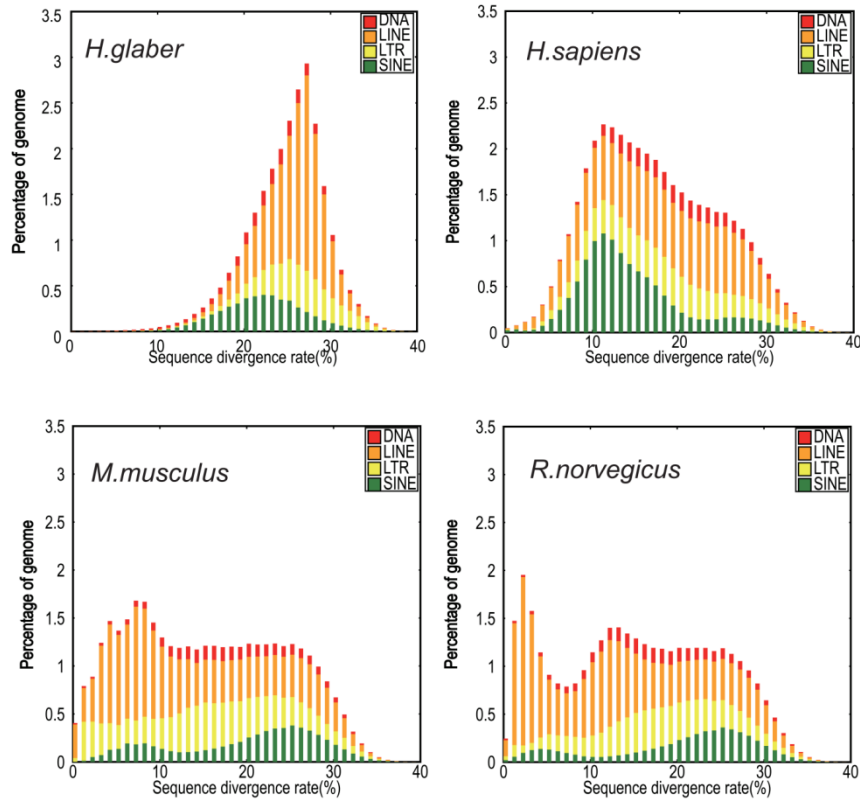 H.glaber
DNA
LINE
LTR
SINE
Percentage of genome
3.5
3
2.5
2
1.5
1
0.5
0
0 10 20 30 40
Sequence divergence rate(%)
H.sapiens
DNA
LINE
LTR
SINE
Percentage of genome
3.5
3
2.5
2
1.5
1
0.5
0
0 10 20 30 40
Sequence divergence rate(%)
M.musculus
DNA
LINE
LTR
SINE
Percentage of genome
3.5
3
2.5
2
1.5
1
0.5
0
0 10 20 30 40
Sequence divergence rate(%)
R.norvegicus
DNA
LINE
LTR
SINE
Percentage of genome
3.5
3
2.5
2
1.5
1
0.5
0
0 10 20 30 40
Sequence divergence rate(%)